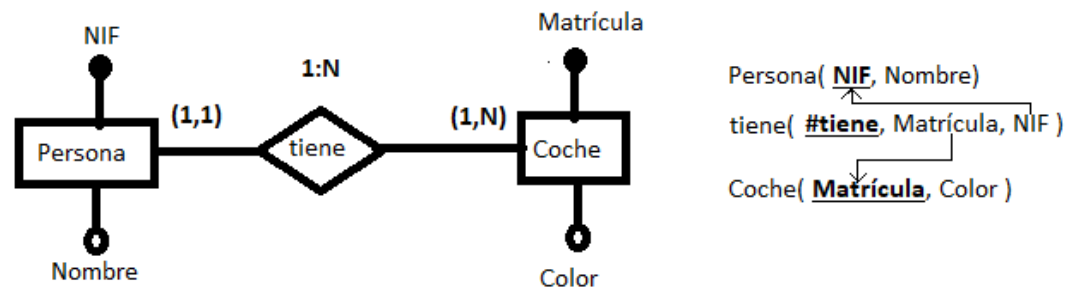 NIF
Matrícula
1:N
(1,1)
(1,N)
Persona
tiene
Coche
Nombre
Color
Persona( NIF, Nombre)
tiene( #tiene, Matrícula, NIF )
Coche( Matrícula, Color )